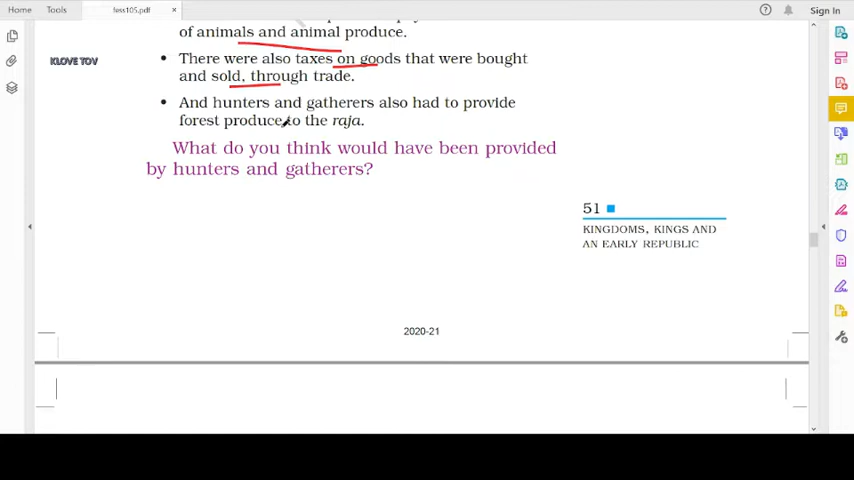 Home Tools less105.pdf × Sign In
of animals and animal produce.
KLOVE TOV
• There were also taxes on goods that were bought
and sold, through trade.
• And hunters and gatherers also had to provide
forest produce to the raja.
What do you think would have been provided
by hunters and gatherers?
51
KINGDOMS, KINGS AND
AN EARLY REPUBLIC
2020-21